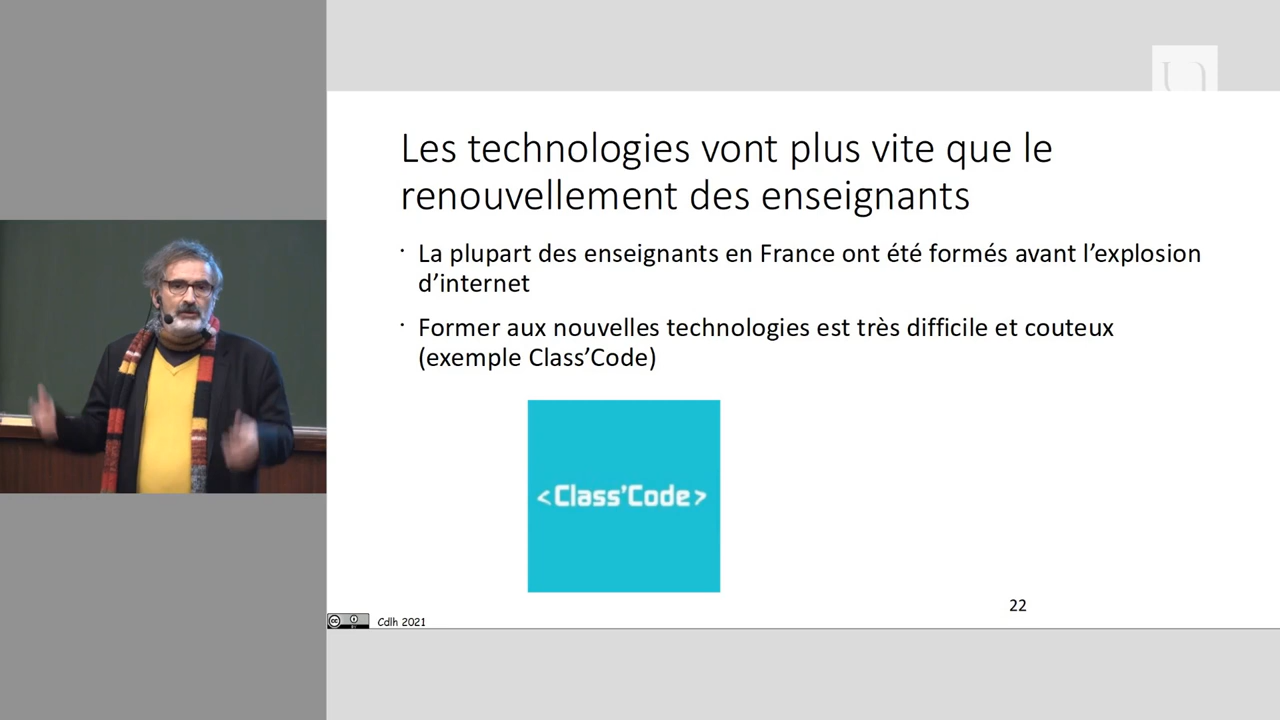 Les technologies vont plus vite que le
renouvellement des enseignants
· La plupart des enseignants en France ont été formés avant l’explosion
d’internet
· Former aux nouvelles technologies est très difficile et couteux
(exemple Class’Code)
<Class’Code>
22
cc BY Cdlh 2021